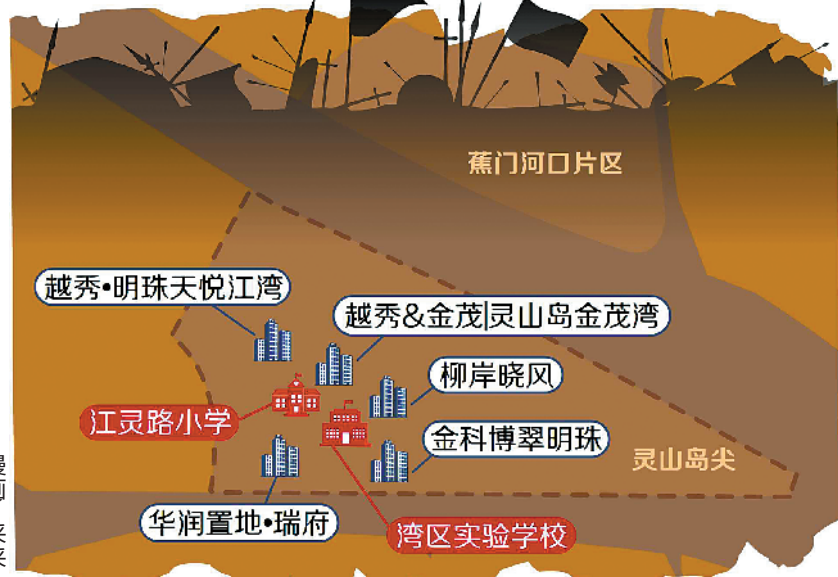 蕉门河口片区
越秀•明珠天悦江湾
越秀&金茂|灵山岛金茂湾
柳岸晓风
江灵路小学
金科博翠明珠
灵山岛尖
华润置地•瑞府
湾区实验学校